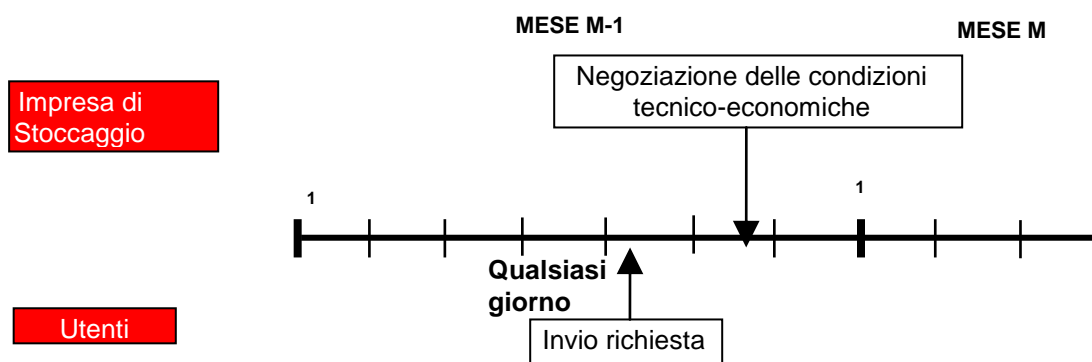 MESE M-1
MESE M
Negoziazione delle condizioni
tecnico-economiche
Impresa di
Stoccaggio
1
1
Qualsiasi
giorno
Utenti
Invio richiesta